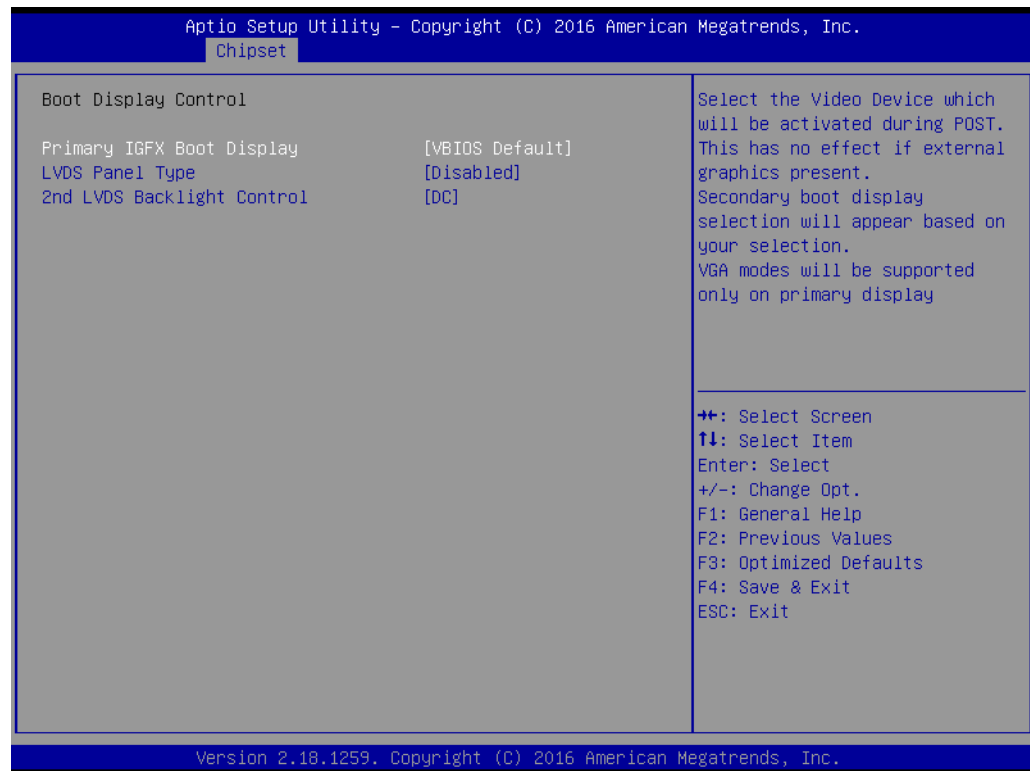 Aptio Setup Utility – Copyright (C) 2016 American Megatrends, Inc.
Chipset
Boot Display Control
Primary IGFX Boot Display [VBIOS Default]
LVDS Panel Type [Disabled]
2nd LVDS Backlight Control [DC]
Select the Video Device which
will be activated during POST.
This has no effect if external
graphics present.
Secondary boot display
selection will appear based on
your selection.
VGA modes will be supported
only on primary display
→←: Select Screen
↑↓: Select Item
Enter: Select
+/-: Change Opt.
F1: General Help
F2: Previous Values
F3: Optimized Defaults
F4: Save & Exit
ESC: Exit
Version 2.18.1259. Copyright (C) 2016 American Megatrends, Inc.